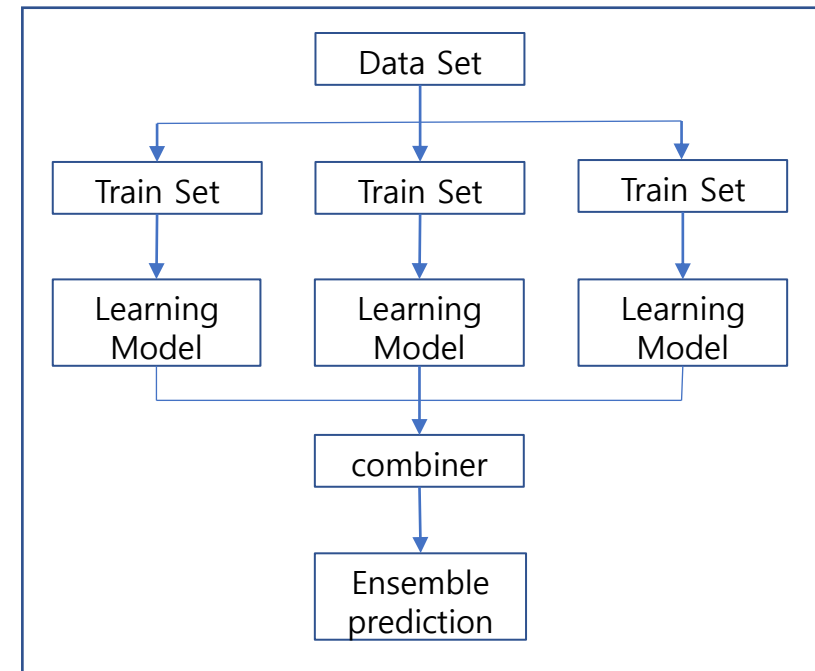 Data Set
Train Set
Train Set
Train Set
Learning
Model
Learning
Model
Learning
Model
combiner
Ensemble
prediction